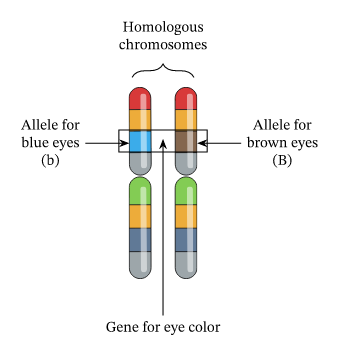 Homologous
chromosomes
Allele for
blue eyes
(b)
Allele for
brown eyes
(B)
Gene for eye color